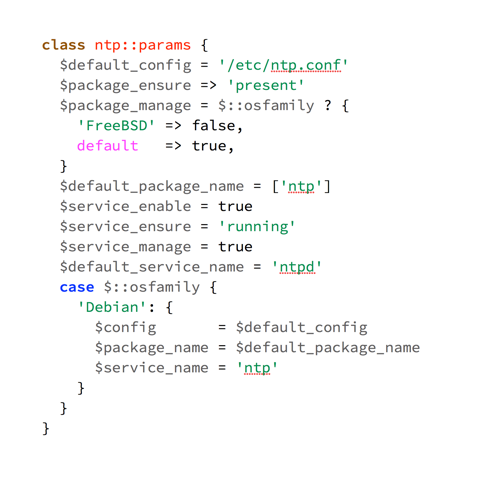 class ntp::params {
  $default_config = '/etc/ntp.conf'
  $package_ensure => 'present'
  $package_manage = $::osfamily ? {
    'FreeBSD' => false,
    default   => true,
  }
  $default_package_name = ['ntp']
  $service_enable = true
  $service_ensure = 'running'
  $service_manage = true
  $default_service_name = 'ntpd'
  case $::osfamily {
    'Debian': {
      $config       = $default_config
      $package_name = $default_package_name
      $service_name = 'ntp'
    }
  }
}